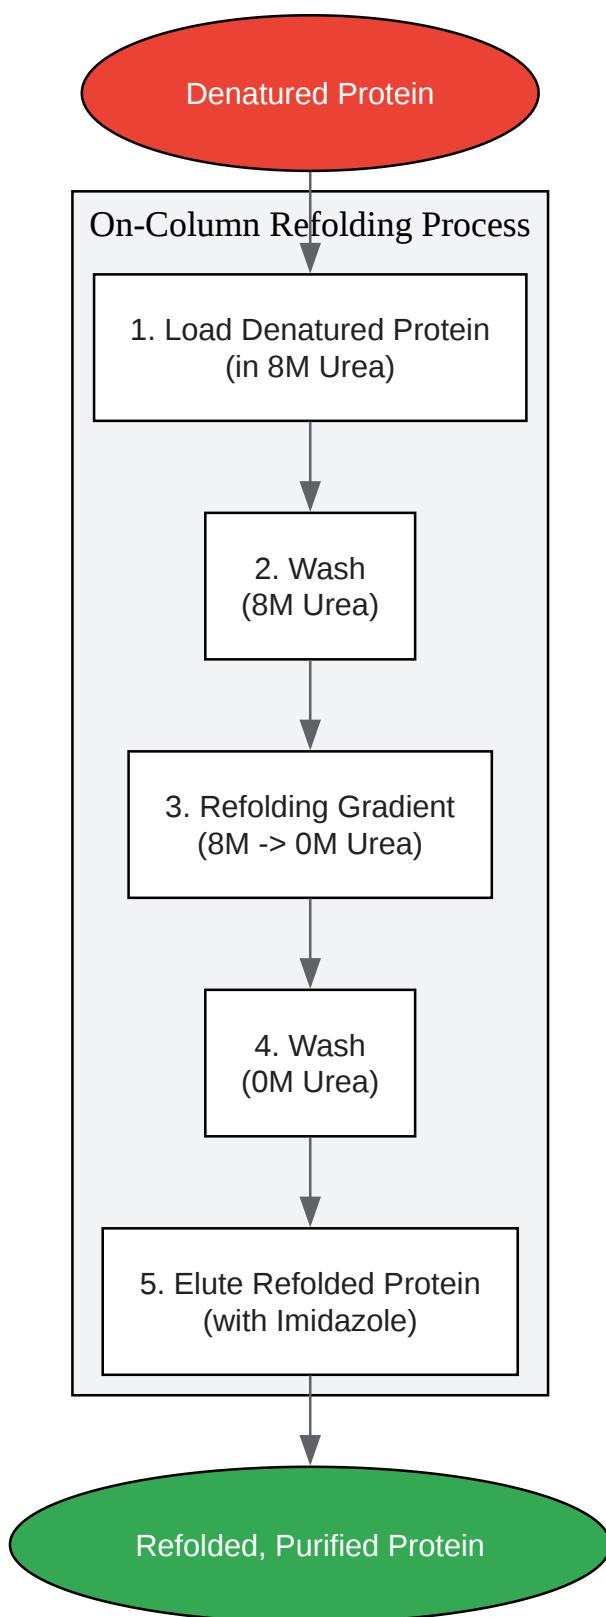 Denatured Protein
On-Column Refolding Process
1. Load Denatured Protein
(in 8M Urea)
2. Wash
(8M Urea)
3. Refolding Gradient
(8M -> 0M Urea)
4. Wash
(0M Urea)
5. Elute Refolded Protein
(with Imidazole)
Refolded, Purified Protein